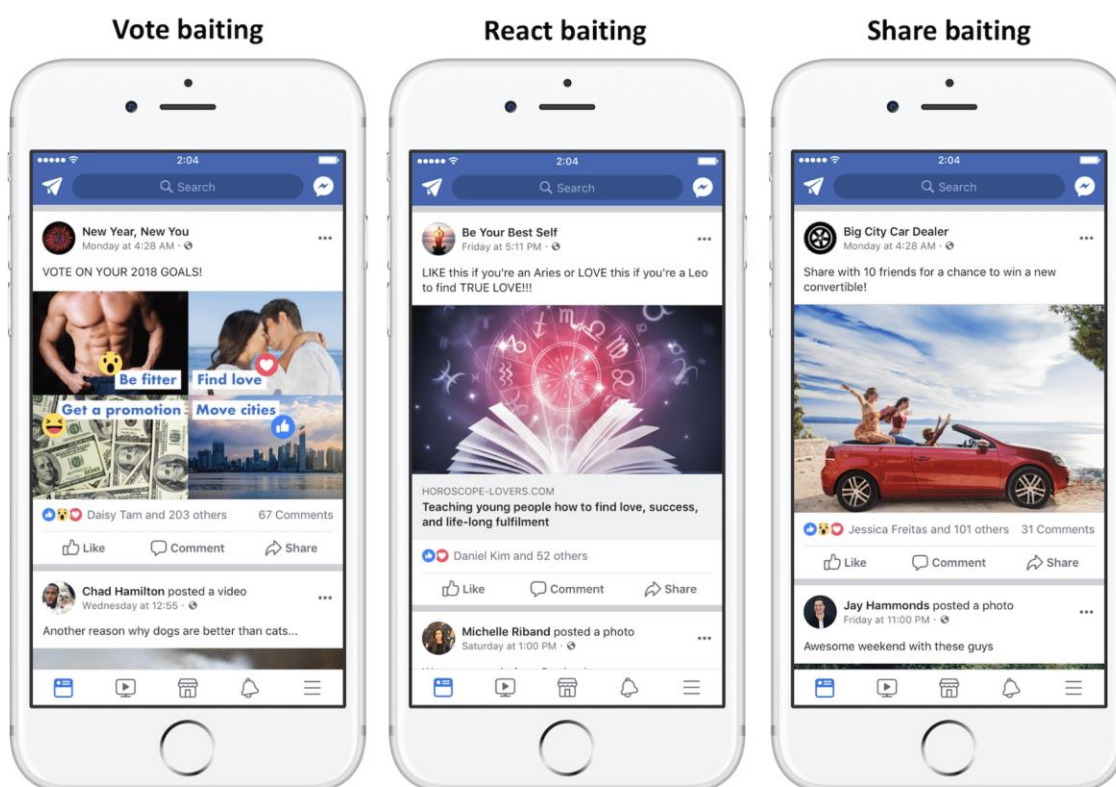 Vote baiting
2:04
Search
New Year, New You
Monday at 4:28 AM ·
VOTE ON YOUR 2018 GOALS!
Be fitter
Find love
Get a promotion
Move cities
Daisy Tam and 203 others 67 Comments
Like Comment Share
Chad Hamilton posted a video
Wednesday at 12:55 ·
Another reason why dogs are better than cats...
React baiting
2:04
Search
Be Your Best Self
Friday at 5:11 PM ·
LIKE this if you're an Aries or LOVE this if you're a Leo
to find TRUE LOVE!!!
HOROSCOPE-LOVERS.COM
Teaching young people how to find love, success,
and life-long fulfilment
Daniel Kim and 52 others
Like Comment Share
Michelle Riband posted a photo
Saturday at 1:00 PM ·
Share baiting
2:04
Search
Big City Car Dealer
Monday at 4:28 AM ·
Share with 10 friends for a chance to win a new
convertible!
Jessica Freitas and 101 others 31 Comments
Like Comment Share
Jay Hammonds posted a photo
Friday at 11:00 PM ·
Awesome weekend with these guys